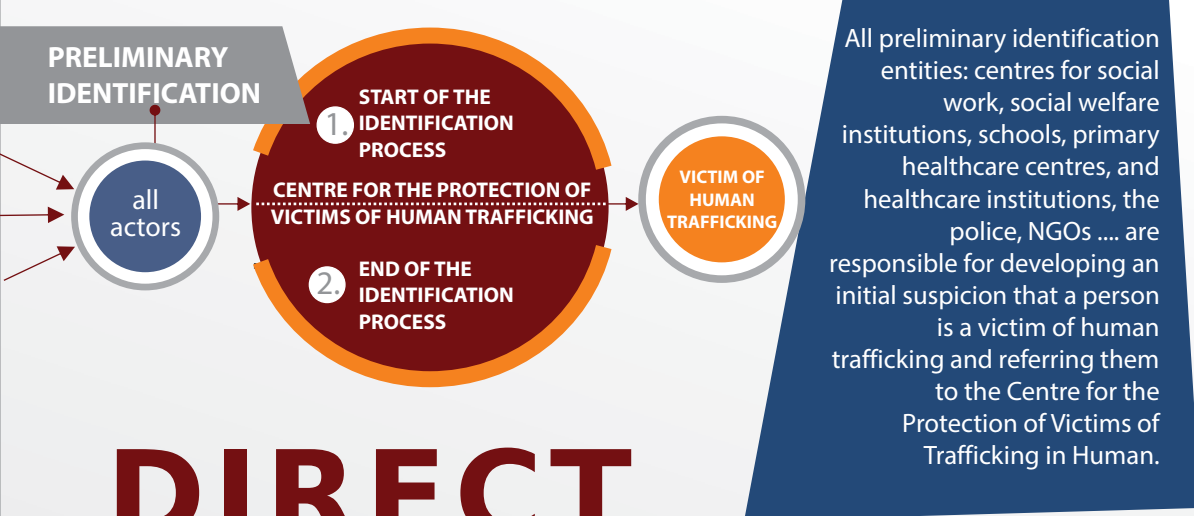 PRELIMINARY
IDENTIFICATION
all
actors
1.
START OF THE
IDENTIFICATION
PROCESS
CENTRE FOR THE PROTECTION OF
VICTIMS OF HUMAN TRAFFICKING
2.
END OF THE
IDENTIFICATION
PROCESS
VICTIM OF
HUMAN
TRAFFICKING
All preliminary identification
entities: centres for social
work, social welfare
institutions, schools, primary
healthcare centres, and
healthcare institutions, the
police, NGOs .... are
responsible for developing an
initial suspicion that a person
is a victim of human
trafficking and referring them
to the Centre for the
Protection of Victims of
Trafficking in Human.
DIRECT